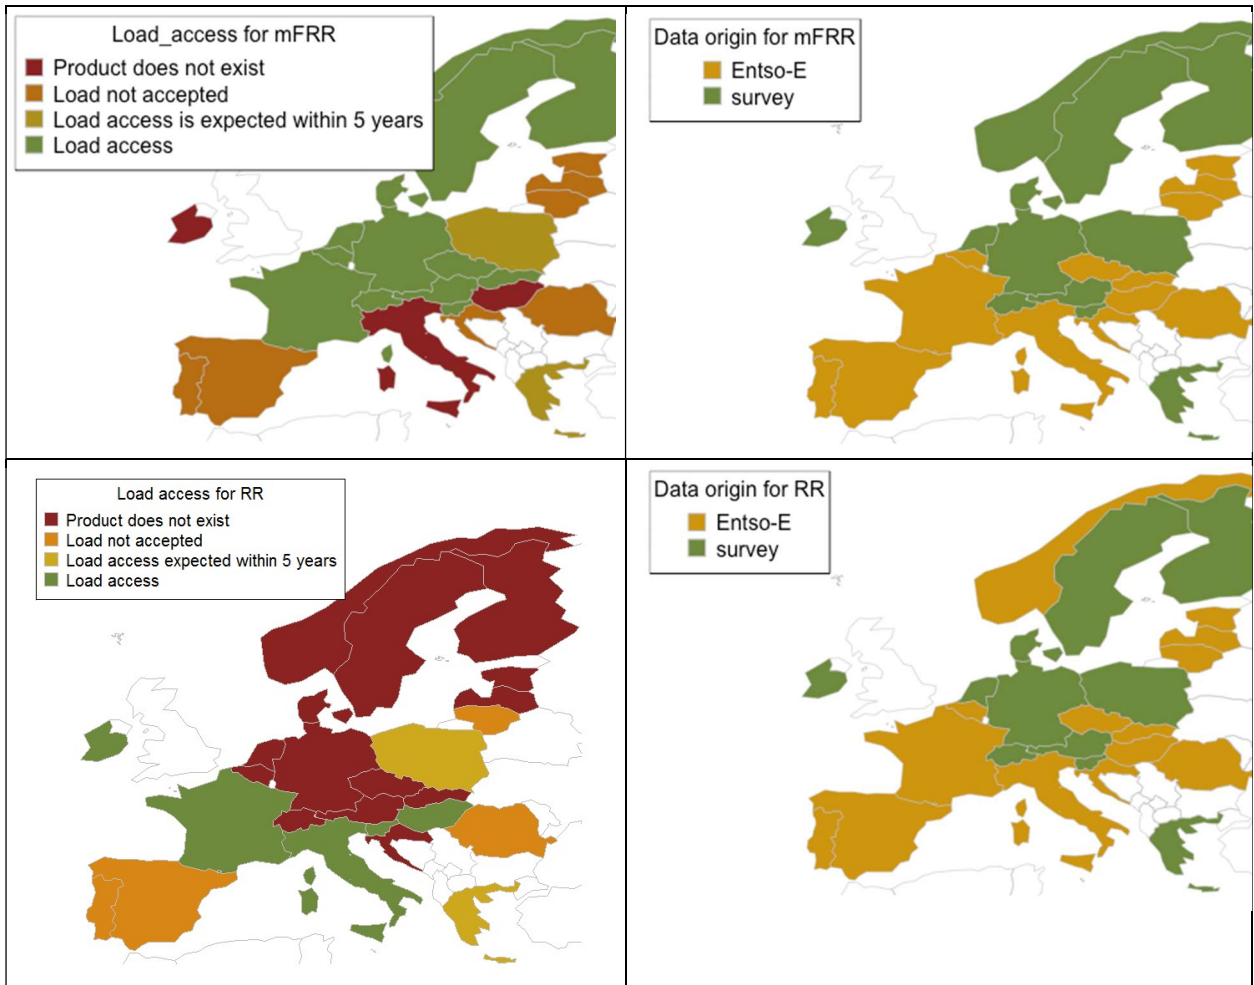 Load_access for mFRR
Product does not exist
Load not accepted
Load access is expected within 5 years
Load access
Data origin for mFRR
Entso-E
survey
Load access for RR
Product does not exist
Load not accepted
Load access expected within 5 years
Load access
Data origin for RR
Entso-E
survey